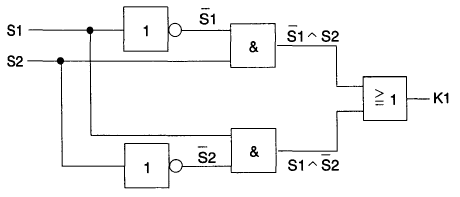 S̄1
S1
1
&
S̄1 ^ S2
S2
≥ 1
K1
&
1
S̄2
S1 ^ S̄2